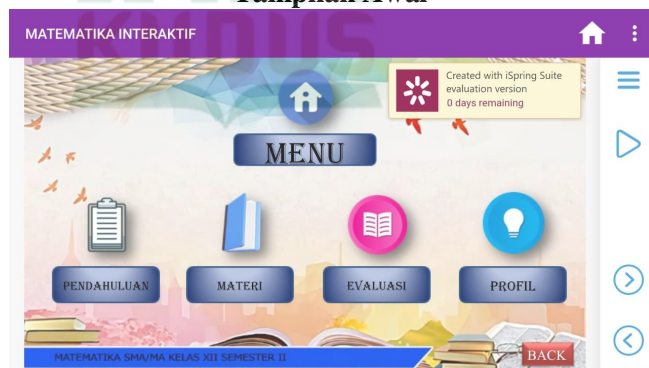 Tampilan Awal
MATEMATIKA INTERAKTIF
KUDUS
Created with iSpring Suite
evaluation version
0 days remaining
MENU
PENDAHULUAN
MATERI
EVALUASI
PROFIL
MATEMATIKA SMA/MA KELAS XII SEMESTER II
BACK